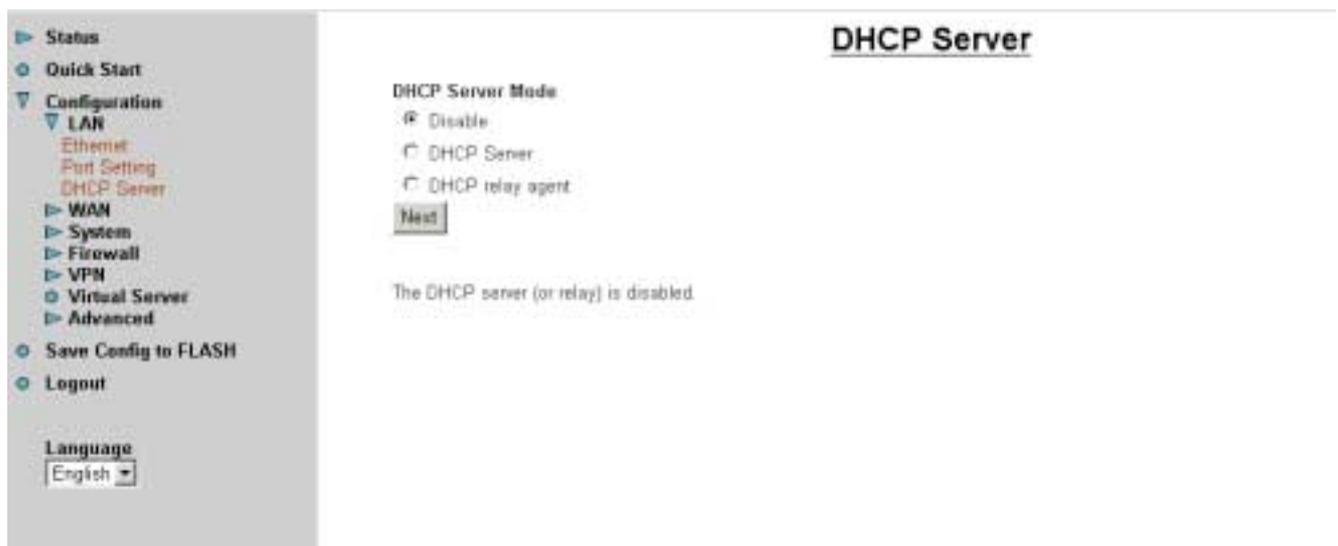 Status
Quick Start
Configuration
LAN
Ethernet
Port Setting
DHCP Server
WAN
System
Firewall
VPN
Virtual Server
Advanced
Save Config to FLASH
Logout
Language
English
DHCP Server
DHCP Server Mode
Disable
DHCP Server
DHCP relay agent
Next
The DHCP server (or relay) is disabled.